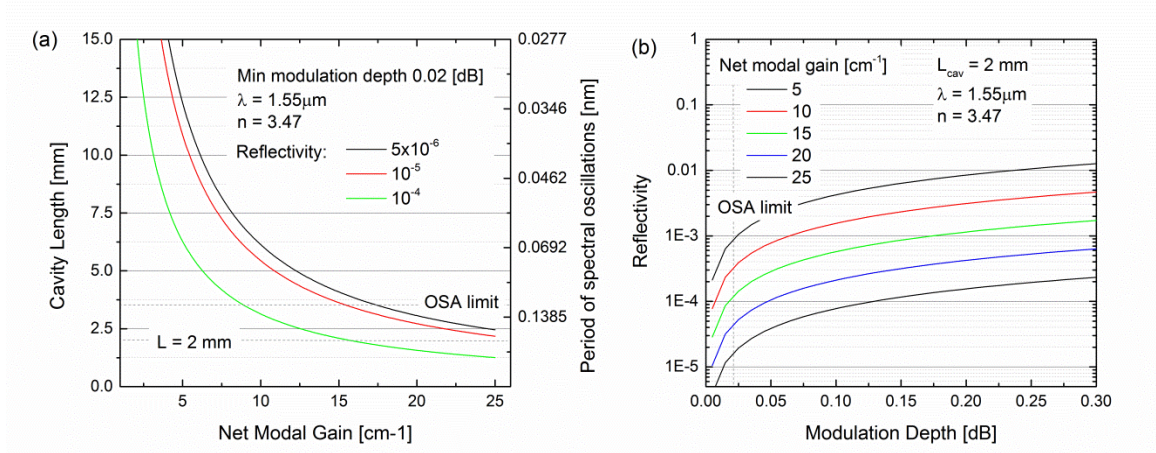 (a)
15.0
12.5
10.0
7.5
5.0
2.5
0.0
Cavity Length [mm]
Min modulation depth 0.02 [dB]
λ = 1.55μm
n = 3.47
Reflectivity:
5x10⁻⁶
10⁻⁵
10⁻⁴
OSA limit
L = 2 mm
5
10
15
20
25
Net Modal Gain [cm-1]
0.0277
0.0346
0.0462
0.0692
0.1385
Period of spectral oscillations [nm]
(b)
1
0.1
0.01
1E-3
1E-4
1E-5
Reflectivity
Net modal gain [cm⁻¹]
5
10
15
20
25
L_cav = 2 mm
λ = 1.55μm
n = 3.47
OSA limit
0.00
0.05
0.10
0.15
0.20
0.25
0.30
Modulation Depth [dB]